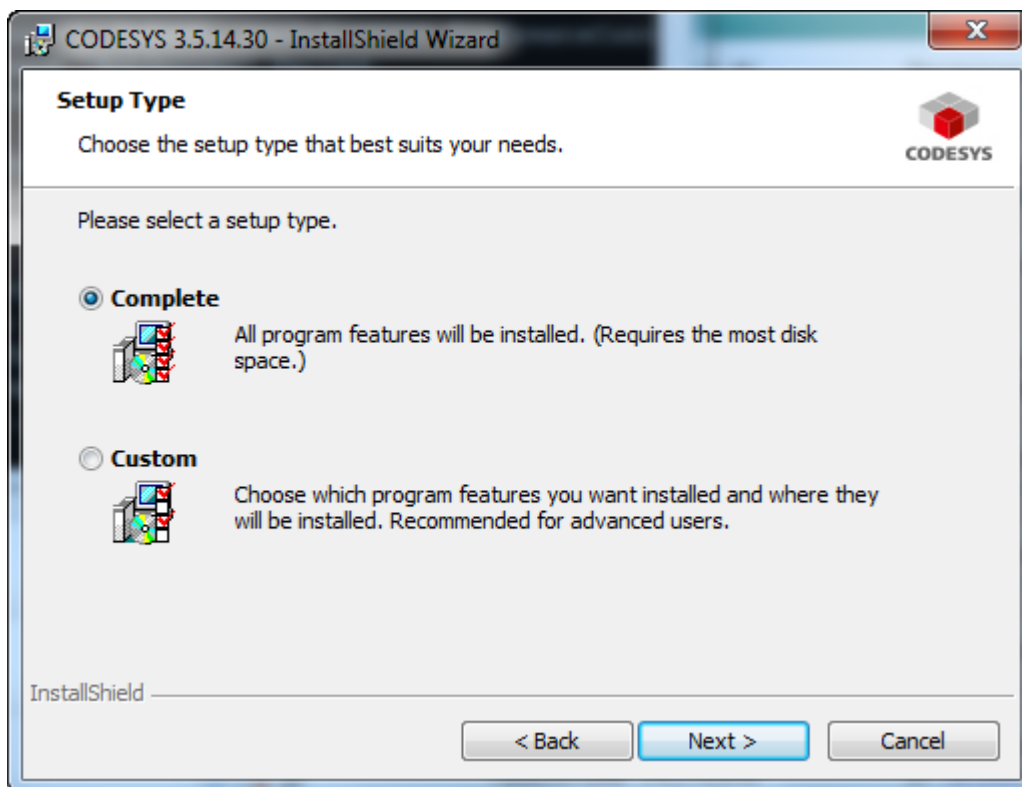 CODESYS 3.5.14.30 - InstallShield Wizard
Setup Type
Choose the setup type that best suits your needs.
CODESYS
Please select a setup type.
Complete
All program features will be installed. (Requires the most disk
space.)
Custom
Choose which program features you want installed and where they
will be installed. Recommended for advanced users.
InstallShield
< Back
Next >
Cancel